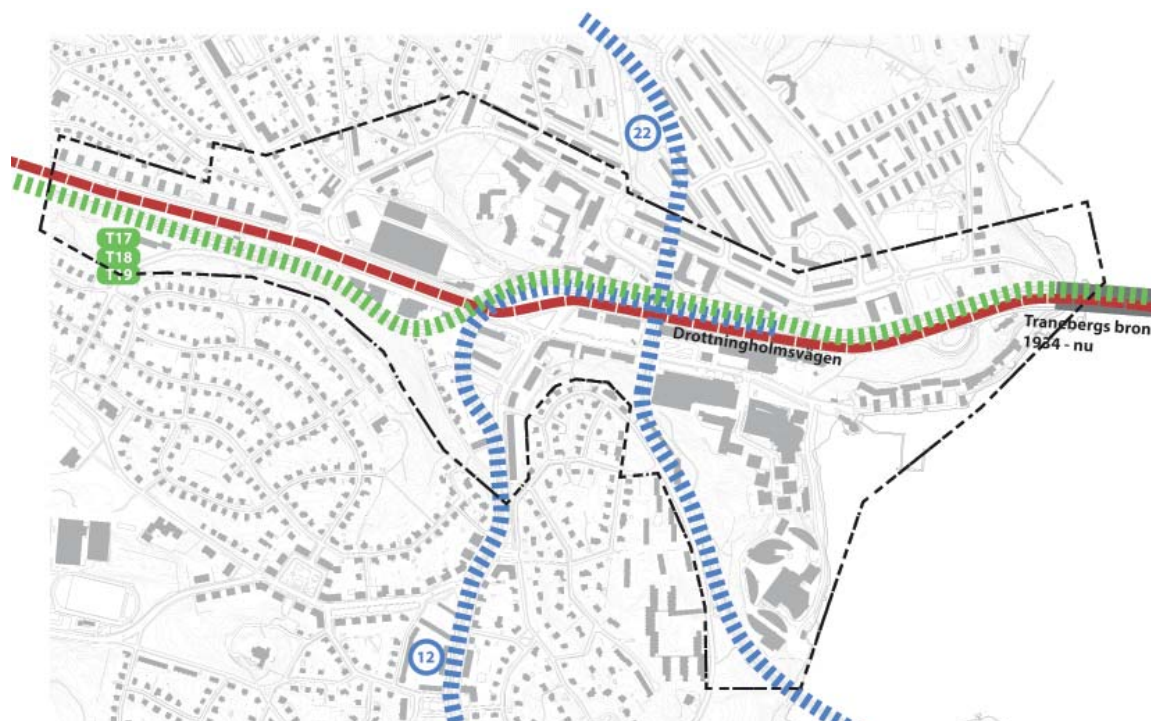 22
T17
T18
T19
Drottningholmsvägen
Tranebergs bron
1934 - nu
12